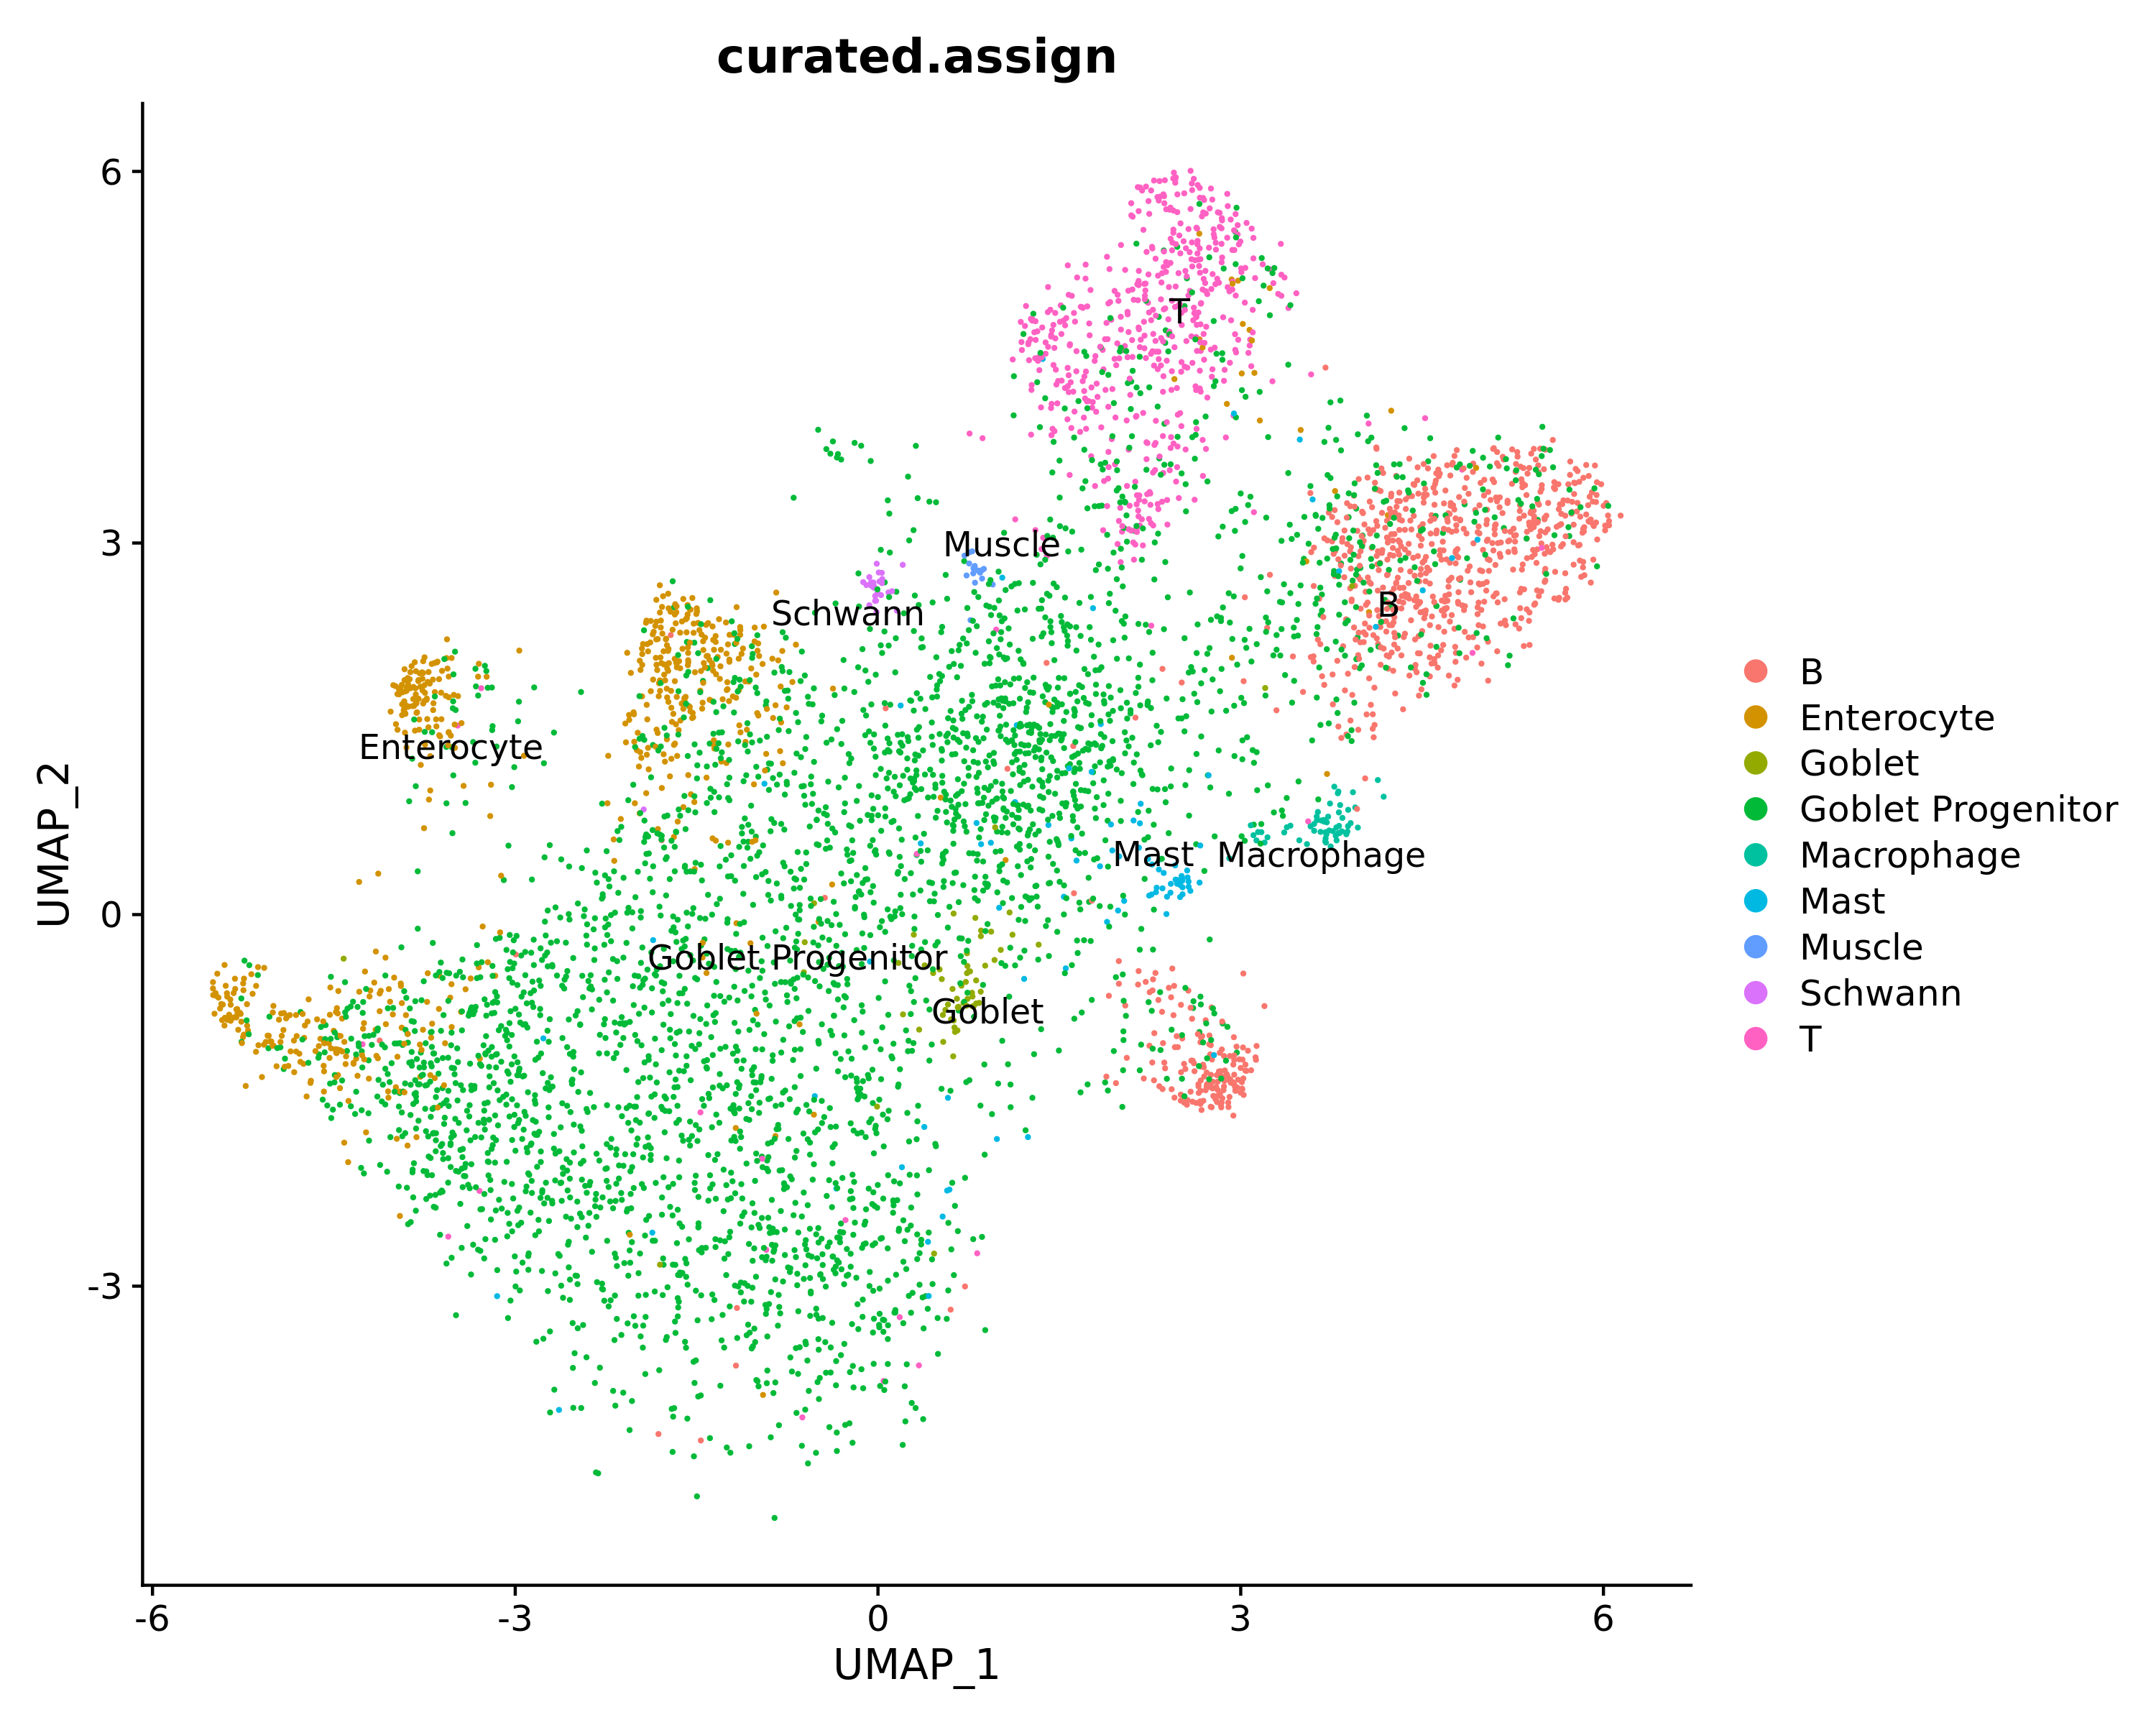 curated.assign
6
3
0
-3
-6
-3
0
3
6
UMAP_1
UMAP_2
T
Muscle
Schwann
B
Enterocyte
Mast
Macrophage
Goblet Progenitor
Goblet
B
Enterocyte
Goblet
Goblet Progenitor
Macrophage
Mast
Muscle
Schwann
T